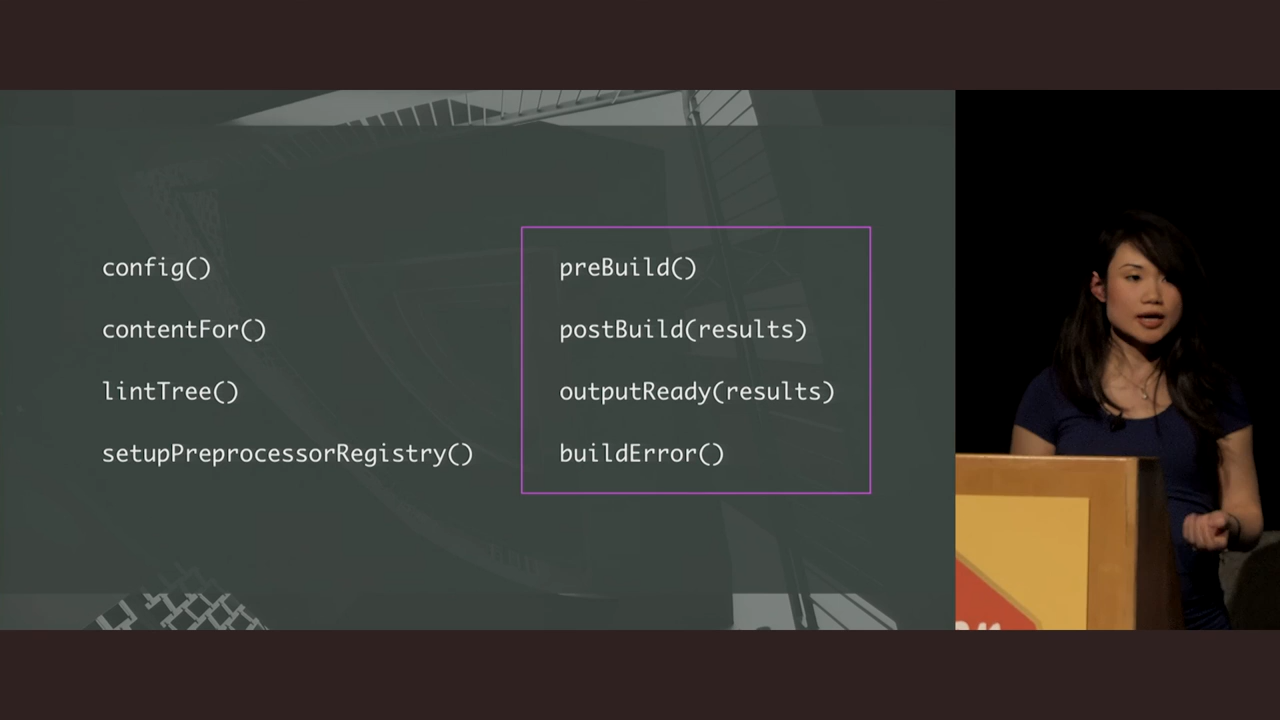 config()
contentFor()
lintTree()
setupPreprocessorRegistry()
preBuild()
postBuild(results)
outputReady(results)
buildError()